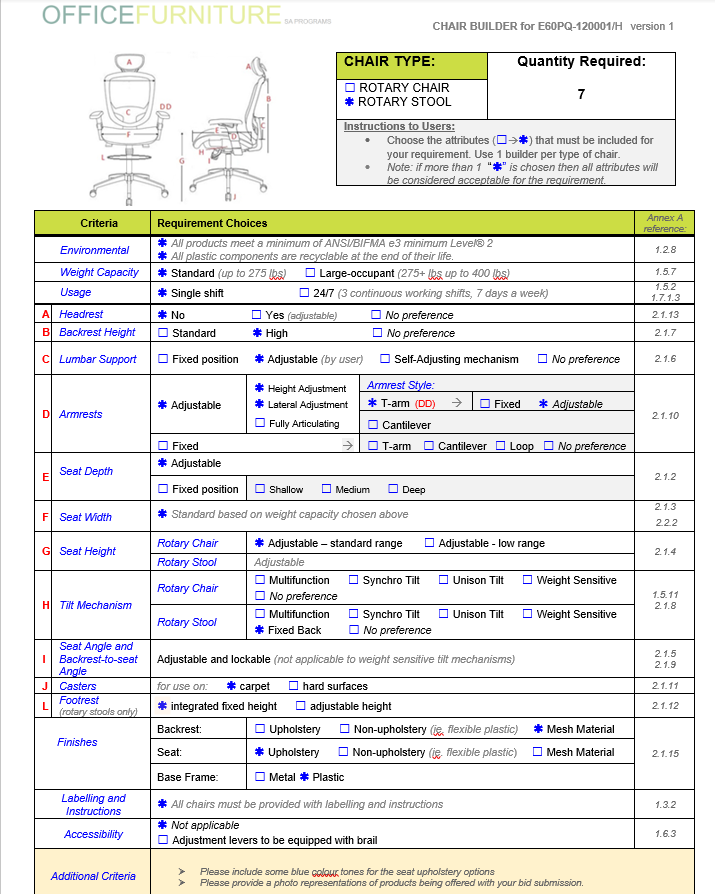 OFFICEFURNITURE SA PROGRAMS
CHAIR BUILDER for E60PQ-120001/H version 1
CHAIR TYPE:
☐ ROTARY CHAIR
✱ ROTARY STOOL
Quantity Required:
7
Instructions to Users:
• Choose the attributes (☐→✱) that must be included for
your requirement. Use 1 builder per type of chair.
• Note: if more than 1 "✱" is chosen then all attributes will
be considered acceptable for the requirement.
A
B
C
DD
E
F
G
H
I
J
L
A
B
C
D
E
F
G
H
I
J
Criteria Requirement Choices Annex A
reference:
Environmental
✱ All products meet a minimum of ANSI/BIFMA e3 minimum Level® 2
✱ All plastic components are recyclable at the end of their life.
1.2.8
Weight Capacity ✱ Standard (up to 275 lbs) ☐ Large-occupant (275+ lbs up to 400 lbs) 1.5.7
Usage ✱ Single shift ☐ 24/7 (3 continuous working shifts, 7 days a week) 1.5.2
1.7.1.3
A Headrest ✱ No ☐ Yes (adjustable) ☐ No preference 2.1.13
B Backrest Height ☐ Standard ✱ High ☐ No preference 2.1.7
C Lumbar Support ☐ Fixed position ✱ Adjustable (by user) ☐ Self-Adjusting mechanism ☐ No preference 2.1.6
D Armrests
✱ Adjustable
✱ Height Adjustment
✱ Lateral Adjustment
☐ Fully Articulating
Armrest Style:
✱ T-arm (DD) → ☐ Fixed ✱ Adjustable
☐ Cantilever
☐ Fixed → ☐ T-arm ☐ Cantilever ☐ Loop ☐ No preference
2.1.10
E Seat Depth
✱ Adjustable
☐ Fixed position ☐ Shallow ☐ Medium ☐ Deep
2.1.2
F Seat Width ✱ Standard based on weight capacity chosen above 2.1.3
2.2.2
G Seat Height
Rotary Chair ✱ Adjustable – standard range ☐ Adjustable - low range
Rotary Stool Adjustable
2.1.4
H Tilt Mechanism
Rotary Chair ☐ Multifunction ☐ Synchro Tilt ☐ Unison Tilt ☐ Weight Sensitive
☐ No preference
Rotary Stool ☐ Multifunction ☐ Synchro Tilt ☐ Unison Tilt ☐ Weight Sensitive
✱ Fixed Back ☐ No preference
1.5.11
2.1.8
I Seat Angle and
Backrest-to-seat
Angle
Adjustable and lockable (not applicable to weight sensitive tilt mechanisms)
2.1.5
2.1.9
J Casters for use on: ✱ carpet ☐ hard surfaces 2.1.11
L Footrest
(rotary stools only)
✱ integrated fixed height ☐ adjustable height 2.1.12
Finishes
Backrest: ☐ Upholstery ☐ Non-upholstery (ie. flexible plastic) ✱ Mesh Material
Seat: ✱ Upholstery ☐ Non-upholstery (ie. flexible plastic) ☐ Mesh Material
Base Frame: ☐ Metal ✱ Plastic
2.1.15
Labelling and
Instructions
✱ All chairs must be provided with labelling and instructions 1.3.2
Accessibility
✱ Not applicable
☐ Adjustment levers to be equipped with brail
1.6.3
Additional Criteria
➢ Please include some blue colour tones for the seat upholstery options
➢ Please provide a photo representations of products being offered with your bid submission.